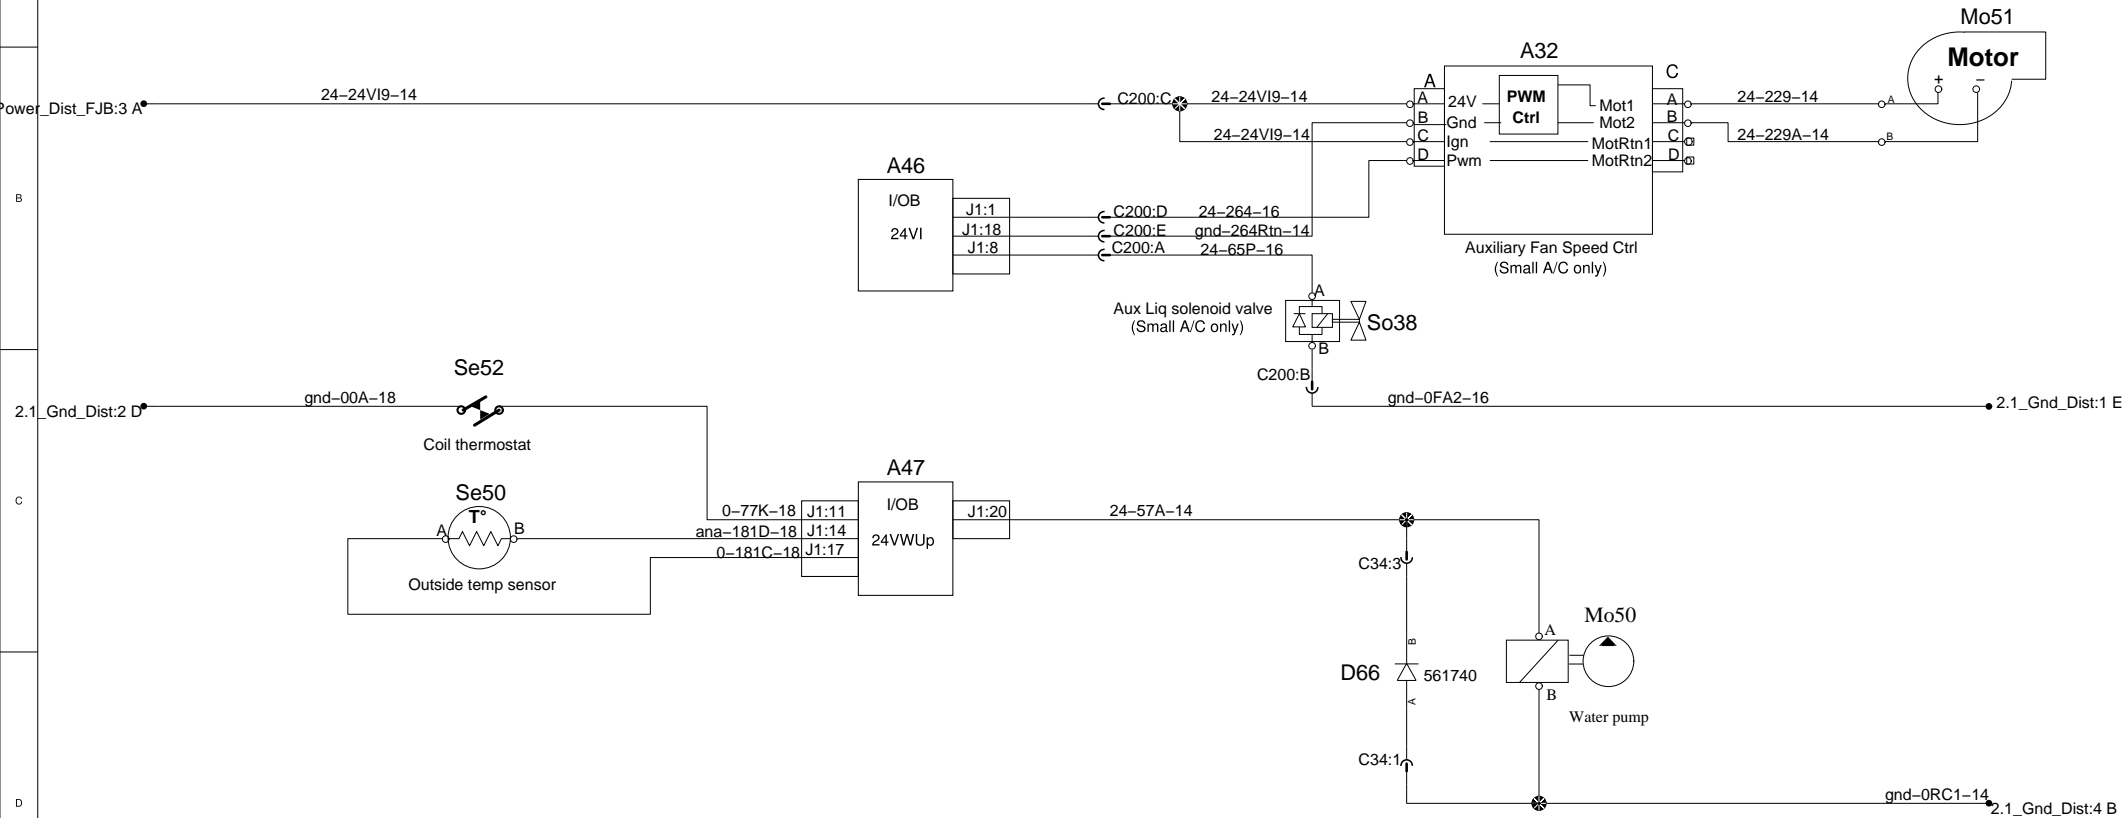 Mo51
Motor
+ −
A32
A
C
Power_Dist_FJB:3 A
24−24VI9−14
C200:C
24−24VI9−14
A
24V
PWM
Ctrl
Mot1
A
24−229−14
A
B
Gnd
Mot2
B
24−24VI9−14
C
Ign
MotRtn1
C
24−229A−14
B
D
Pwm
MotRtn2
D
A46
I/OB
24VI
J1:1
C200:D
24−264−16
J1:18
C200:E
gnd−264Rtn−14
J1:8
C200:A
24−65P−16
Auxiliary Fan Speed Ctrl
(Small A/C only)
B
A
Aux Liq solenoid valve
(Small A/C only)
So38
B
C200:B
Se52
2.1_Gnd_Dist:2 D
gnd−00A−18
Coil thermostat
gnd−0FA2−16
2.1_Gnd_Dist:1 E
A47
I/OB
24VWUp
C
Se50
T°
A
B
Outside temp sensor
0−77K−18
J1:11
ana−181D−18
J1:14
0−181C−18
J1:17
J1:20
24−57A−14
C34:3
B
D66
561740
A
C34:1
Mo50
A
B
Water pump
D
gnd−0RC1−14
2.1_Gnd_Dist:4 B